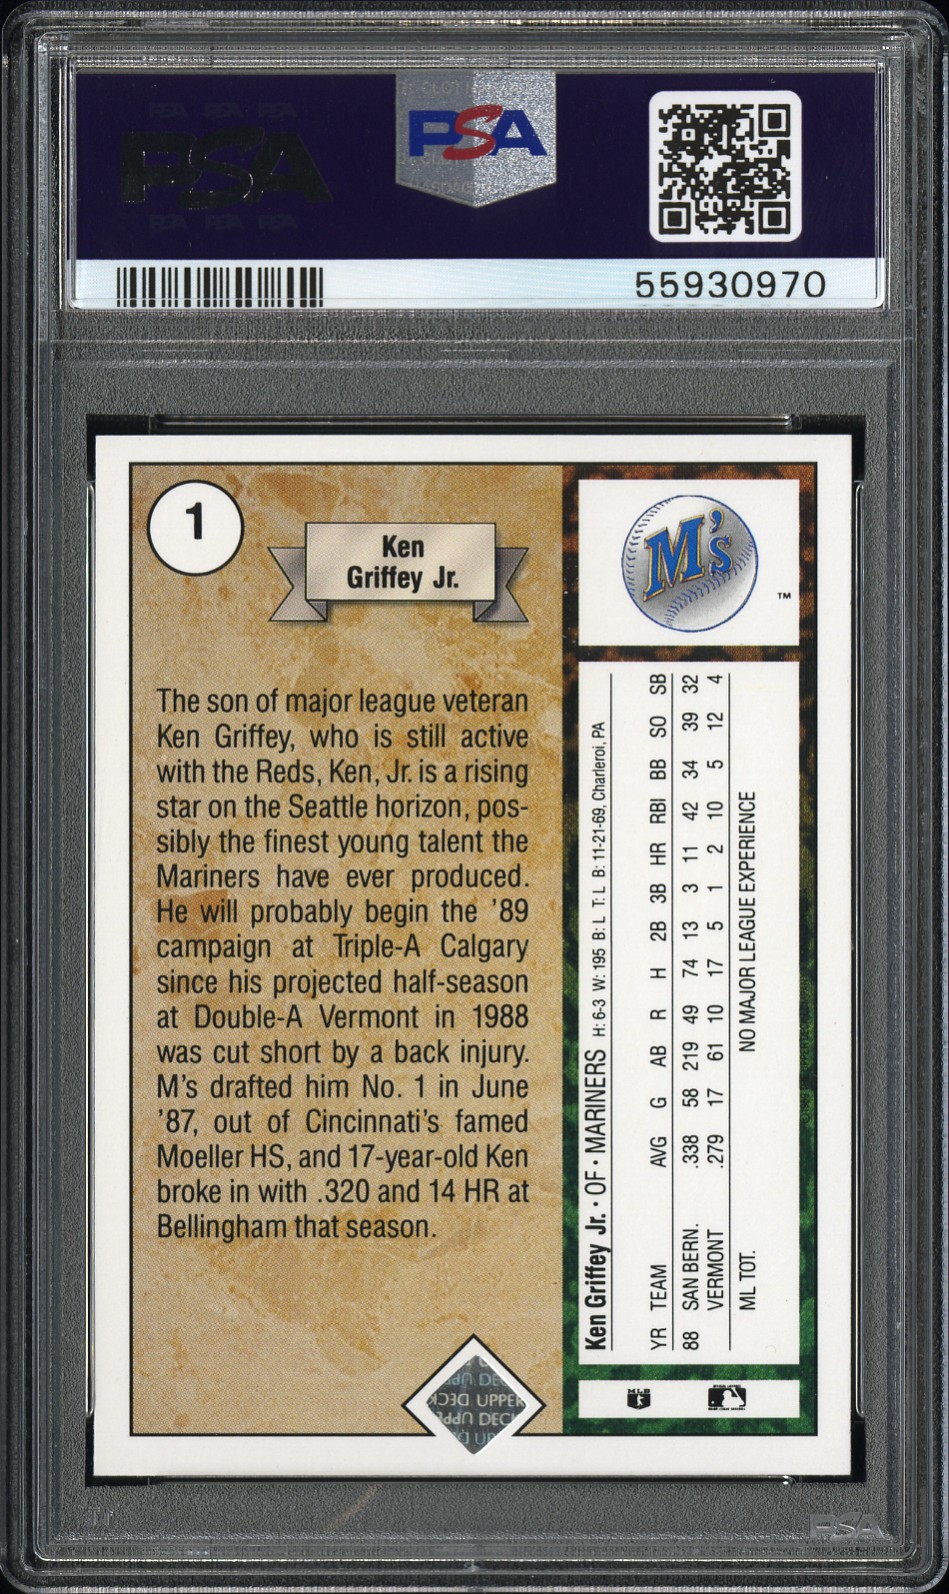 PSA PSA PSA
PSA
PSA PSA PSA
PSA
55930970
1
Ken
Griffey Jr.
The son of major league veteran
Ken Griffey, who is still active
with the Reds, Ken, Jr. is a rising
star on the Seattle horizon, pos-
sibly the finest young talent the
Mariners have ever produced.
He will probably begin the '89
campaign at Triple-A Calgary
since his projected half-season
at Double-A Vermont in 1988
was cut short by a back injury.
M's drafted him No. 1 in June
'87, out of Cincinnati's famed
Moeller HS, and 17-year-old Ken
broke in with .320 and 14 HR at
Bellingham that season.
M's
TM
Ken Griffey Jr. • OF • MARINERS H: 6-3 W: 195 B: L T: L B: 11-21-69, Charleroi, PA
YR TEAM AVG G AB R H 2B 3B HR RBI BB SO SB
88 SAN BERN. .338 58 219 49 74 13 3 11 42 34 39 32
VERMONT .279 17 61 10 17 5 1 2 10 5 12 4
ML TOT. NO MAJOR LEAGUE EXPERIENCE
UPPER
DECK
PSA